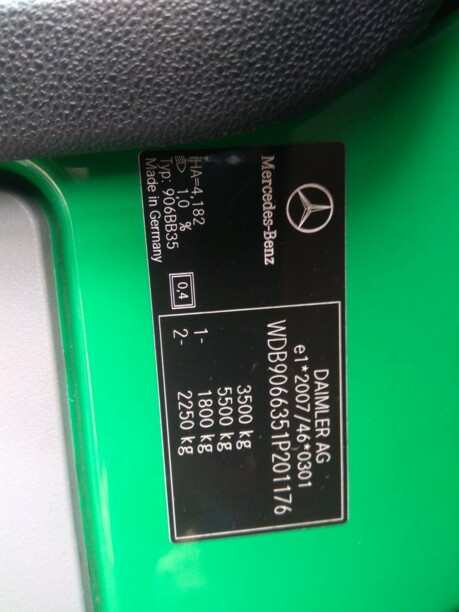 Mercedes-Benz
HA=4,182
1,0 %
Typ: 906BB35
Made in Germany
0,4
DAIMLER AG
e1*2007/46*0301
WDB9066351P201176
3500 kg
5500 kg
1- 1800 kg
2- 2250 kg